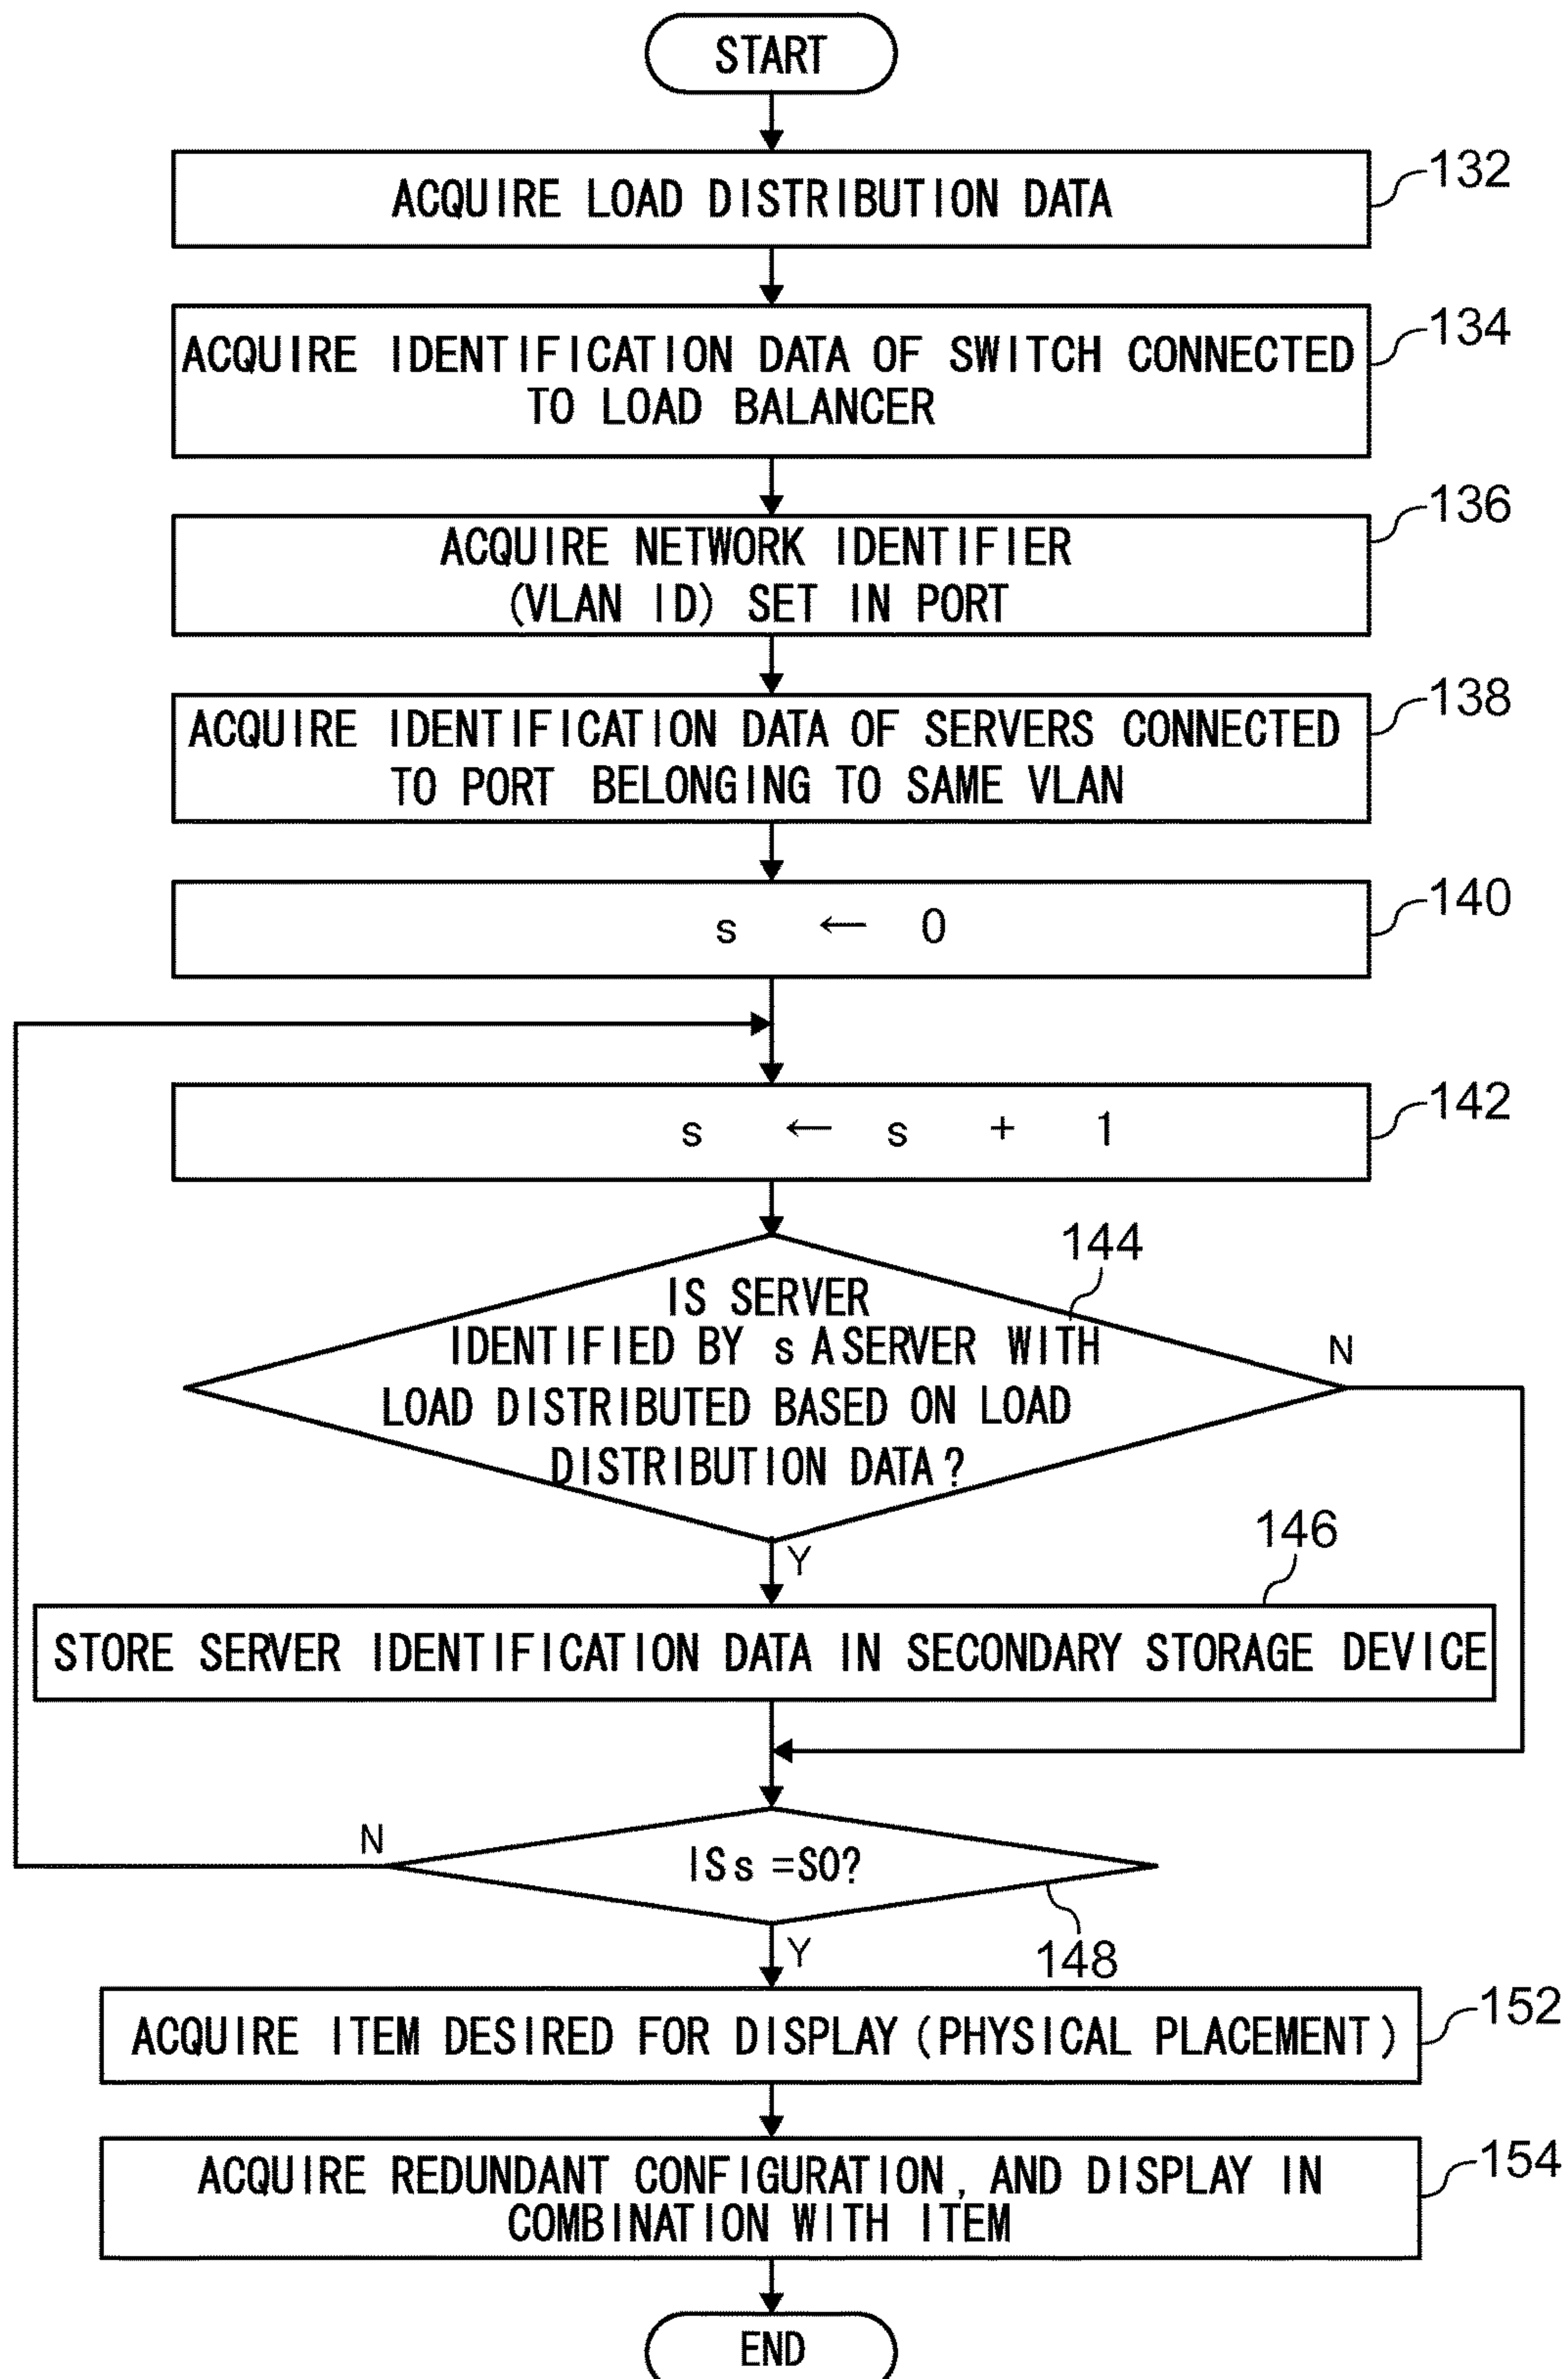 START
132
ACQUIRE LOAD DISTRIBUTION DATA
134
ACQUIRE IDENTIFICATION DATA OF SWITCH CONNECTED
TO LOAD BALANCER
136
ACQUIRE NETWORK IDENTIFIER
(VLAN ID) SET IN PORT
138
ACQUIRE IDENTIFICATION DATA OF SERVERS CONNECTED
TO PORT BELONGING TO SAME VLAN
140
s ← 0
142
s ← s + 1
144
IS SERVER
IDENTIFIED BY s ASERVER WITH
N
LOAD DISTRIBUTED BASED ON LOAD
DISTRIBUTION DATA?
146
Y
STORE SERVER IDENTIFICATION DATA IN SECONDARY STORAGE DEVICE
N
ISs =S0?
148
Y
152
ACQUIRE ITEM DESIRED FOR DISPLAY (PHYSICAL PLACEMENT)
154
ACQUIRE REDUNDANT CONFIGURATION, AND DISPLAY IN
COMBINATION WITH ITEM
END